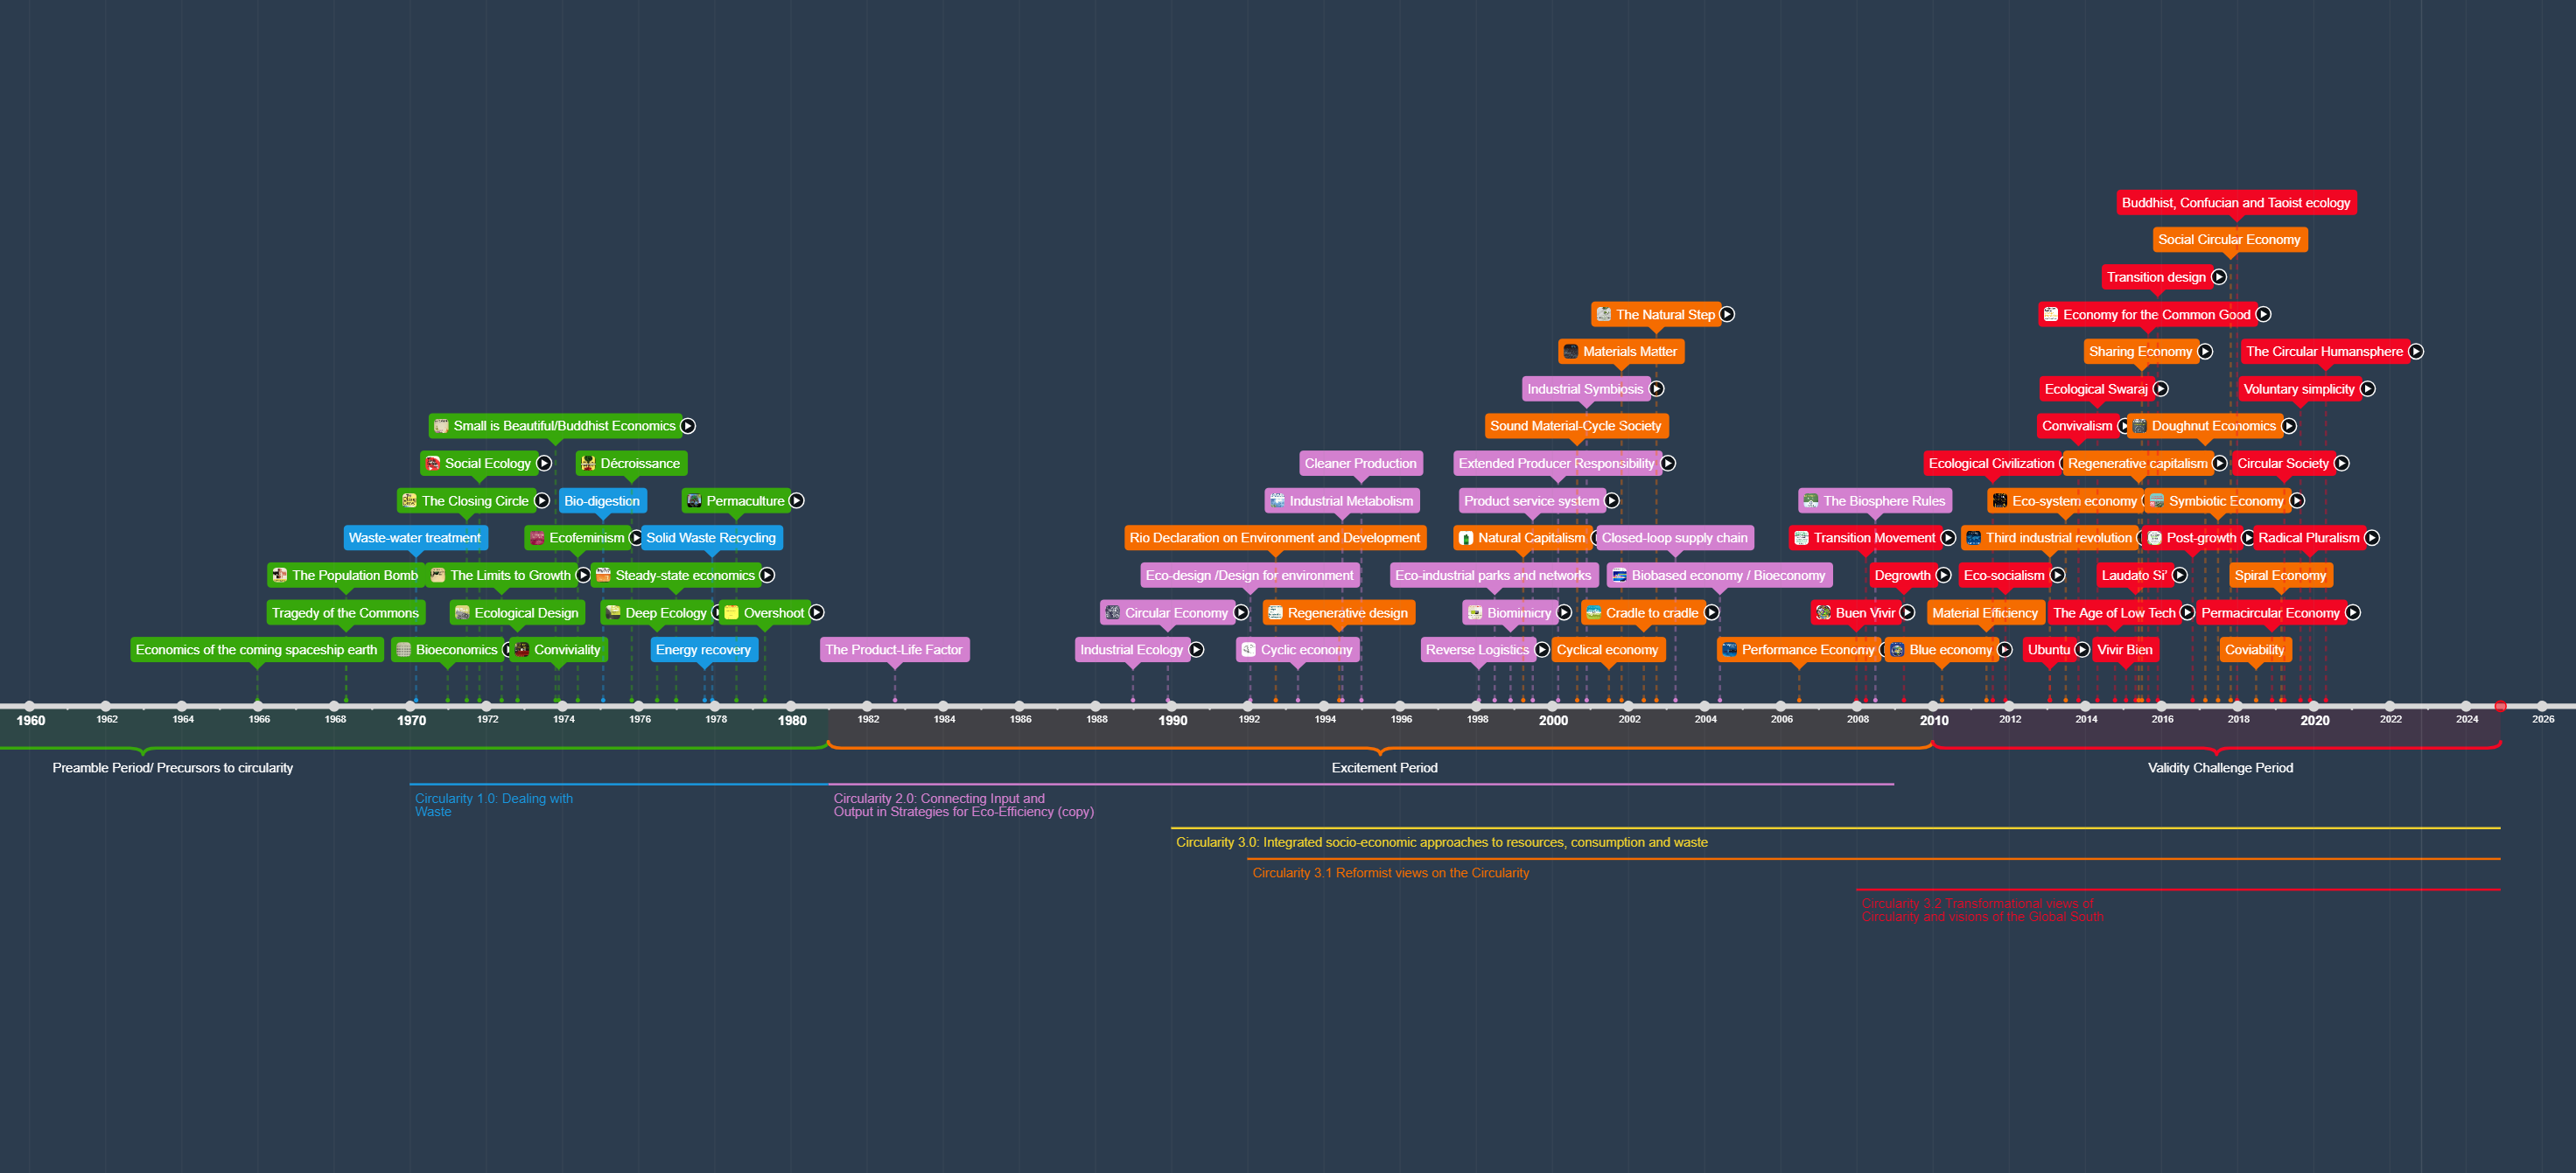 Buddhist, Confucian and Taoist ecology
Social Circular Economy
Transition design
The Natural Step
Economy for the Common Good
Materials Matter
Sharing Economy
The Circular Humansphere
Industrial Symbiosis
Ecological Swaraj
Voluntary simplicity
Small is Beautiful/Buddhist Economics
Sound Material-Cycle Society
Convivalism
Doughnut Economics
Social Ecology
Décroissance
Cleaner Production
Extended Producer Responsibility
Ecological Civilization
Regenerative capitalism
Circular Society
The Closing Circle
Bio-digestion
Permaculture
Industrial Metabolism
Product service system
The Biosphere Rules
Eco-system economy
Symbiotic Economy
Waste-water treatment
Ecofeminism
Solid Waste Recycling
Rio Declaration on Environment and Development
Natural Capitalism
Closed-loop supply chain
Transition Movement
Third industrial revolution
Post-growth
Radical Pluralism
The Population Bomb
The Limits to Growth
Steady-state economics
Eco-design /Design for environment
Eco-industrial parks and networks
Biobased economy / Bioeconomy
Degrowth
Eco-socialism
Laudato Si'
Spiral Economy
Tragedy of the Commons
Ecological Design
Deep Ecology
Overshoot
Circular Economy
Regenerative design
Biomimicry
Cradle to cradle
Buen Vivir
Material Efficiency
The Age of Low Tech
Permacircular Economy
Economics of the coming spaceship earth
Bioeconomics
Conviviality
Energy recovery
The Product-Life Factor
Industrial Ecology
Cyclic economy
Reverse Logistics
Cyclical economy
Performance Economy
Blue economy
Ubuntu
Vivir Bien
Coviability
1960 1962 1964 1966 1968 1970 1972 1974 1976 1978 1980 1982 1984 1986 1988 1990 1992 1994 1996 1998 2000 2002 2004 2006 2008 2010 2012 2014 2016 2018 2020 2022 2024 2026
Preamble Period/ Precursors to circularity
Excitement Period
Validity Challenge Period
Circularity 1.0: Dealing with
Waste
Circularity 2.0: Connecting Input and
Output in Strategies for Eco-Efficiency (copy)
Circularity 3.0: Integrated socio-economic approaches to resources, consumption and waste
Circularity 3.1 Reformist views on the Circularity
Circularity 3.2 Transformational views of
Circularity and visions of the Global South